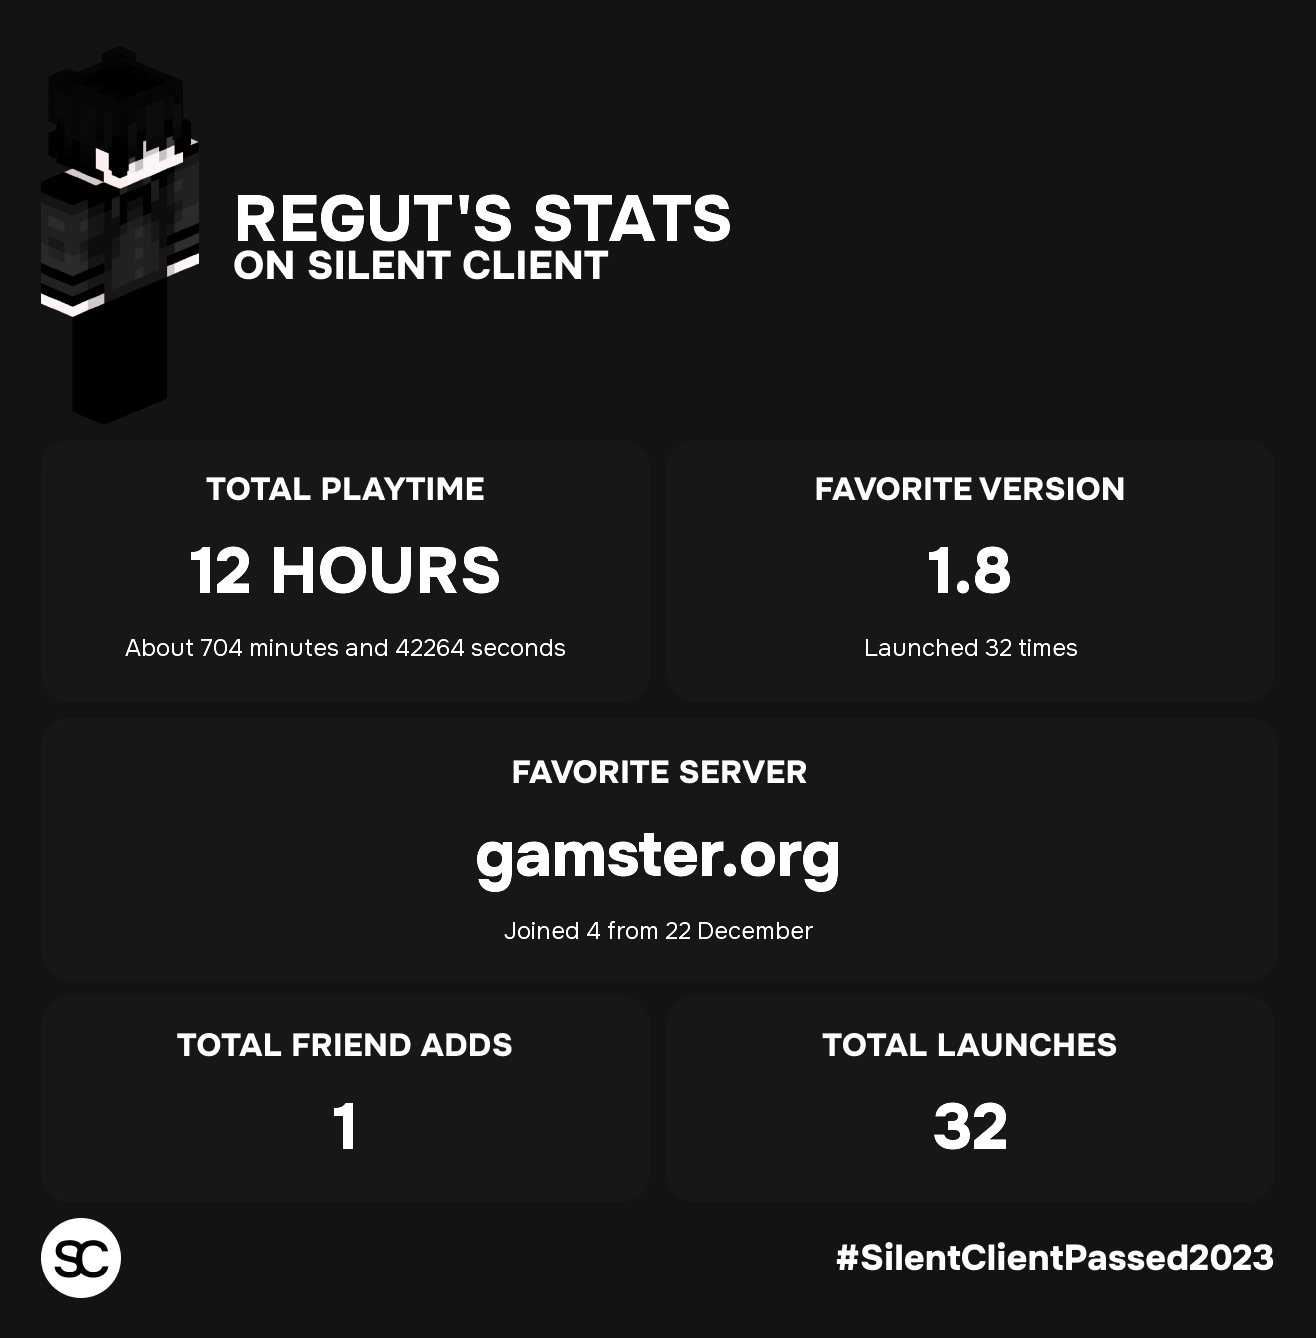 REGUT'S STATS
ON SILENT CLIENT
TOTAL PLAYTIME
12 HOURS
About 704 minutes and 42264 seconds
FAVORITE VERSION
1.8
Launched 32 times
FAVORITE SERVER
gamster.org
Joined 4 from 22 December
TOTAL FRIEND ADDS
1
TOTAL LAUNCHES
32
SC
#SilentClientPassed2023